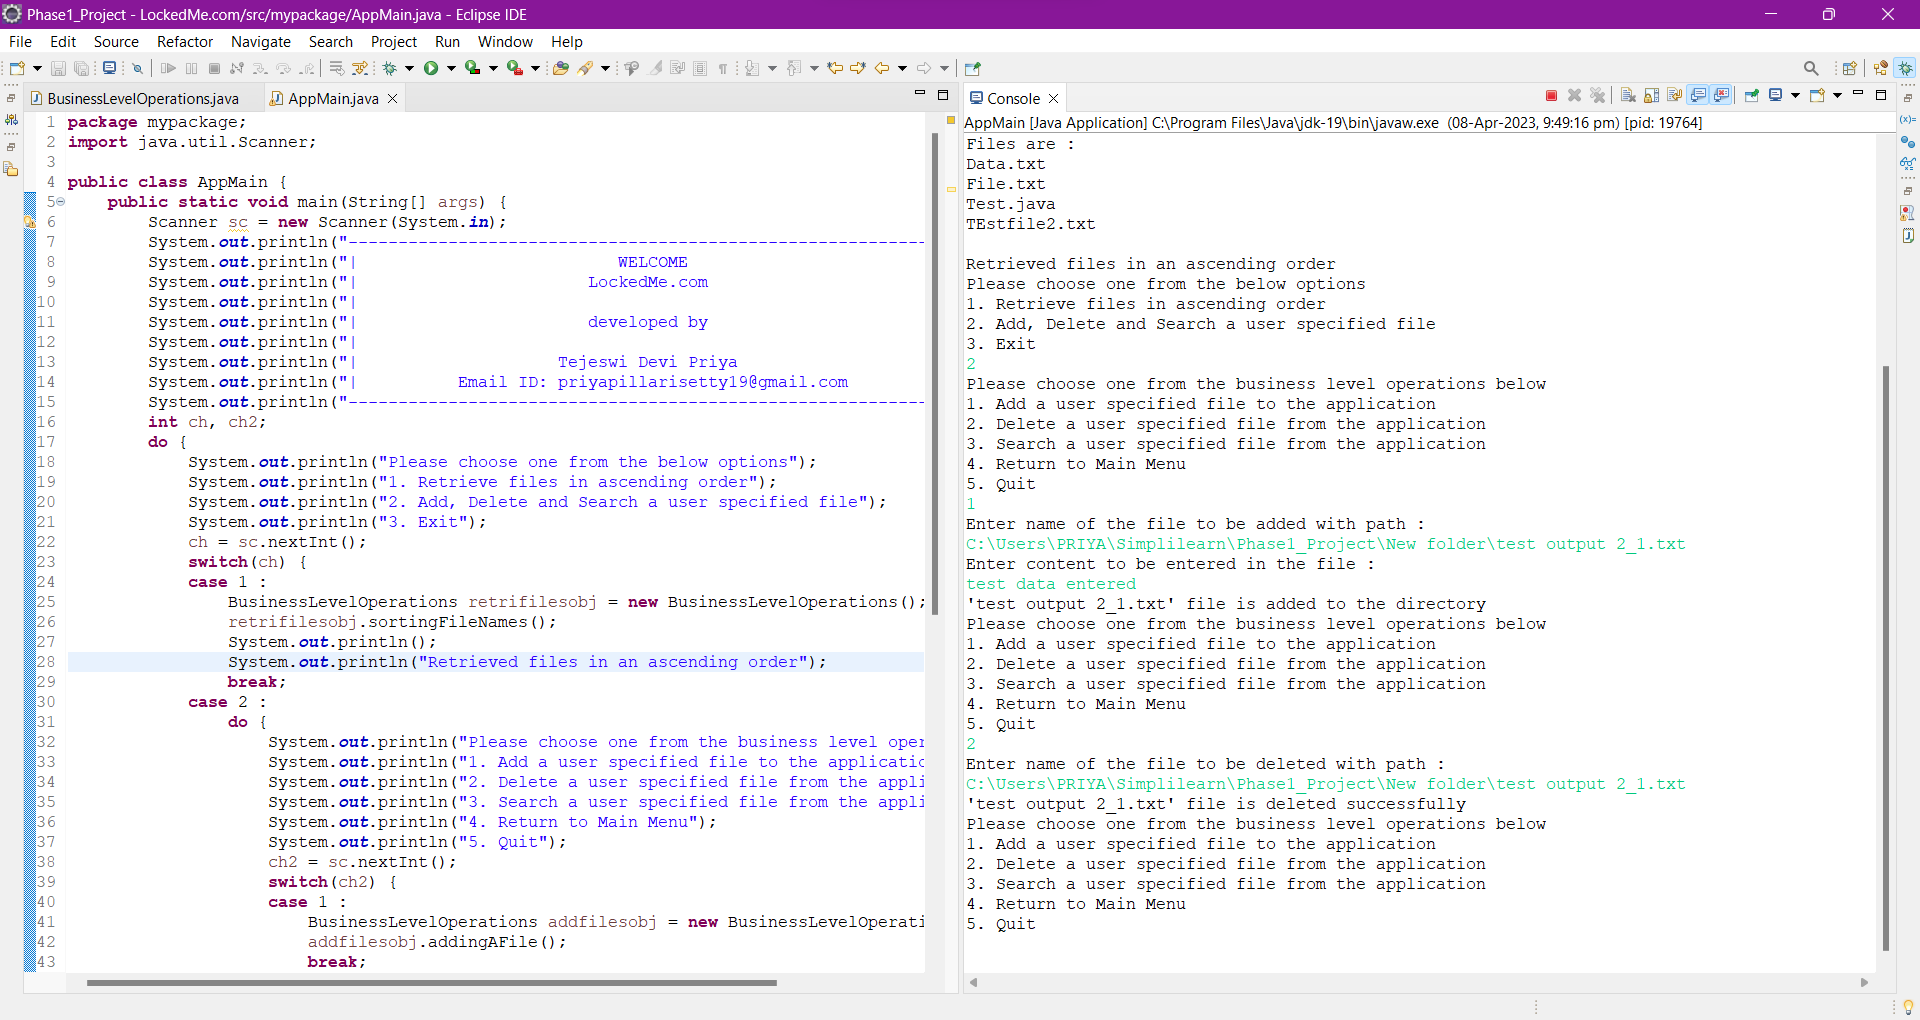 Phase1_Project - LockedMe.com/src/mypackage/AppMain.java - Eclipse IDE
File Edit Source Refactor Navigate Search Project Run Window Help
BusinessLevelOperations.java AppMain.java
1 package mypackage;
2 import java.util.Scanner;
3
4 public class AppMain {
5 public static void main(String[] args) {
6 Scanner sc = new Scanner(System.in);
7 System.out.println("----------------------------------------------------------
8 System.out.println("| WELCOME
9 System.out.println("| LockedMe.com
10 System.out.println("|
11 System.out.println("| developed by
12 System.out.println("|
13 System.out.println("| Tejeswi Devi Priya
14 System.out.println("| Email ID: priyapillarisetty19@gmail.com
15 System.out.println("----------------------------------------------------------
16 int ch, ch2;
17 do {
18 System.out.println("Please choose one from the below options");
19 System.out.println("1. Retrieve files in ascending order");
20 System.out.println("2. Add, Delete and Search a user specified file");
21 System.out.println("3. Exit");
22 ch = sc.nextInt();
23 switch(ch) {
24 case 1 :
25 BusinessLevelOperations retrifilesobj = new BusinessLevelOperations();
26 retrifilesobj.sortingFileNames();
27 System.out.println();
28 System.out.println("Retrieved files in an ascending order");
29 break;
30 case 2 :
31 do {
32 System.out.println("Please choose one from the business level oper
33 System.out.println("1. Add a user specified file to the applicatic
34 System.out.println("2. Delete a user specified file from the appli
35 System.out.println("3. Search a user specified file from the appli
36 System.out.println("4. Return to Main Menu");
37 System.out.println("5. Quit");
38 ch2 = sc.nextInt();
39 switch(ch2) {
40 case 1 :
41 BusinessLevelOperations addfilesobj = new BusinessLevelOperati
42 addfilesobj.addingAFile();
43 break;
Console
AppMain [Java Application] C:\Program Files\Java\jdk-19\bin\javaw.exe (08-Apr-2023, 9:49:16 pm) [pid: 19764]
Files are :
Data.txt
File.txt
Test.java
TEstfile2.txt
Retrieved files in an ascending order
Please choose one from the below options
1. Retrieve files in ascending order
2. Add, Delete and Search a user specified file
3. Exit
2
Please choose one from the business level operations below
1. Add a user specified file to the application
2. Delete a user specified file from the application
3. Search a user specified file from the application
4. Return to Main Menu
5. Quit
1
Enter name of the file to be added with path :
C:\Users\PRIYA\Simplilearn\Phase1_Project\New folder\test output 2_1.txt
Enter content to be entered in the file :
test data entered
'test output 2_1.txt' file is added to the directory
Please choose one from the business level operations below
1. Add a user specified file to the application
2. Delete a user specified file from the application
3. Search a user specified file from the application
4. Return to Main Menu
5. Quit
2
Enter name of the file to be deleted with path :
C:\Users\PRIYA\Simplilearn\Phase1_Project\New folder\test output 2_1.txt
'test output 2_1.txt' file is deleted successfully
Please choose one from the business level operations below
1. Add a user specified file to the application
2. Delete a user specified file from the application
3. Search a user specified file from the application
4. Return to Main Menu
5. Quit